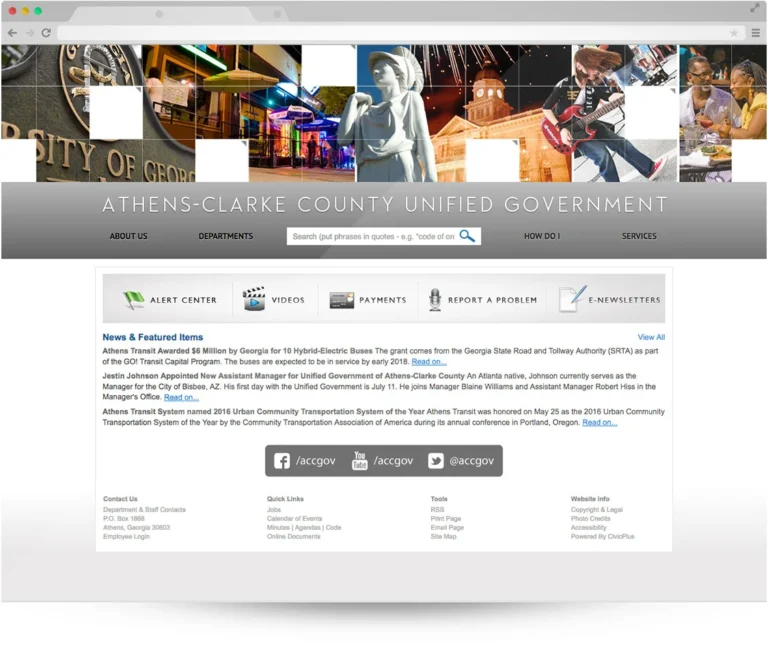 RSITY OF GEORG
ATHENS-CLARKE COUNTY UNIFIED GOVERNMENT
ABOUT US DEPARTMENTS Search (put phrases in quotes - e.g. "code of on HOW DO I SERVICES
ALERT CENTER VIDEOS PAYMENTS REPORT A PROBLEM E-NEWSLETTERS
News & Featured Items View All
Athens Transit Awarded $6 Million by Georgia for 10 Hybrid-Electric Buses The grant comes from the Georgia State Road and Tollway Authority (SRTA) as part
of the GO! Transit Capital Program. The buses are expected to be in service by early 2018. Read on...
Jestin Johnson Appointed New Assistant Manager for Unified Government of Athens-Clarke County An Atlanta native, Johnson currently serves as the
Manager for the City of Bisbee, AZ. His first day with the Unified Government is July 11. He joins Manager Blaine Williams and Assistant Manager Robert Hiss in the
Manager's Office. Read on...
Athens Transit System named 2016 Urban Community Transportation System of the Year Athens Transit was honored on May 25 as the 2016 Urban Community
Transportation System of the Year by the Community Transportation Association of America during its annual conference in Portland, Oregon. Read on...
/accgov You Tube /accgov @accgov
Contact Us Quick Links Tools Website Info
Department & Staff Contacts Jobs RSS Copyright & Legal
P.O. Box 1868 Calendar of Events Print Page Photo Credits
Athens, Georgia 30603 Minutes | Agendas | Code Email Page Accessibility
Employee Login Online Documents Site Map Powered By CivicPlus